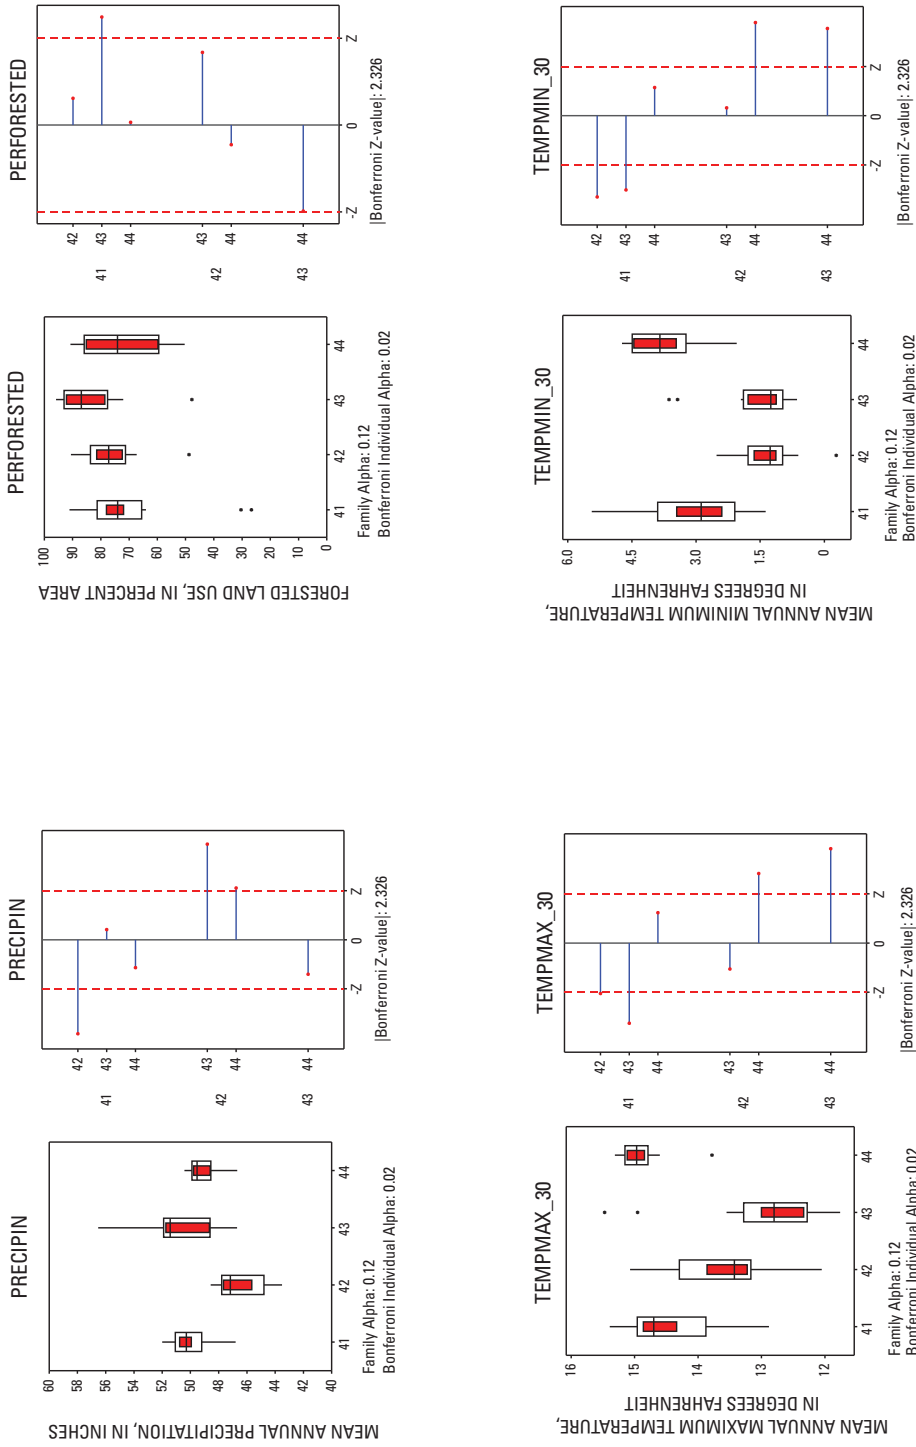 PRECIPIN
MEAN ANNUAL PRECIPITATION, IN INCHES
60
58
56
54
52
50
48
46
44
42
40
41 42 43 44
Family Alpha: 0.12
Bonferroni Individual Alpha: 0.02
PRECIPIN
41
42
43
44
42
43
44
43
44
-Z 0 Z
|Bonferroni Z-value|: 2.326
PERFORESTED
FORESTED LAND USE, IN PERCENT AREA
100
90
80
70
60
50
40
30
20
10
0
41 42 43 44
Family Alpha: 0.12
Bonferroni Individual Alpha: 0.02
PERFORESTED
41
42
43
44
42
43
44
43
44
-Z 0 Z
|Bonferroni Z-value|: 2.326
TEMPMAX_30
MEAN ANNUAL MAXIMUM TEMPERATURE,
IN DEGREES FAHRENHEIT
16
15
14
13
12
41 42 43 44
Family Alpha: 0.12
Bonferroni Individual Alpha: 0.02
TEMPMAX_30
41
42
43
44
42
43
44
43
44
-Z 0 Z
|Bonferroni Z-value|: 2.326
TEMPMIN_30
MEAN ANNUAL MINIMUM TEMPERATURE,
IN DEGREES FAHRENHEIT
6.0
4.5
3.0
1.5
0
41 42 43 44
Family Alpha: 0.12
Bonferroni Individual Alpha: 0.02
TEMPMIN_30
41
42
43
44
42
43
44
43
44
-Z 0 Z
|Bonferroni Z-value|: 2.326